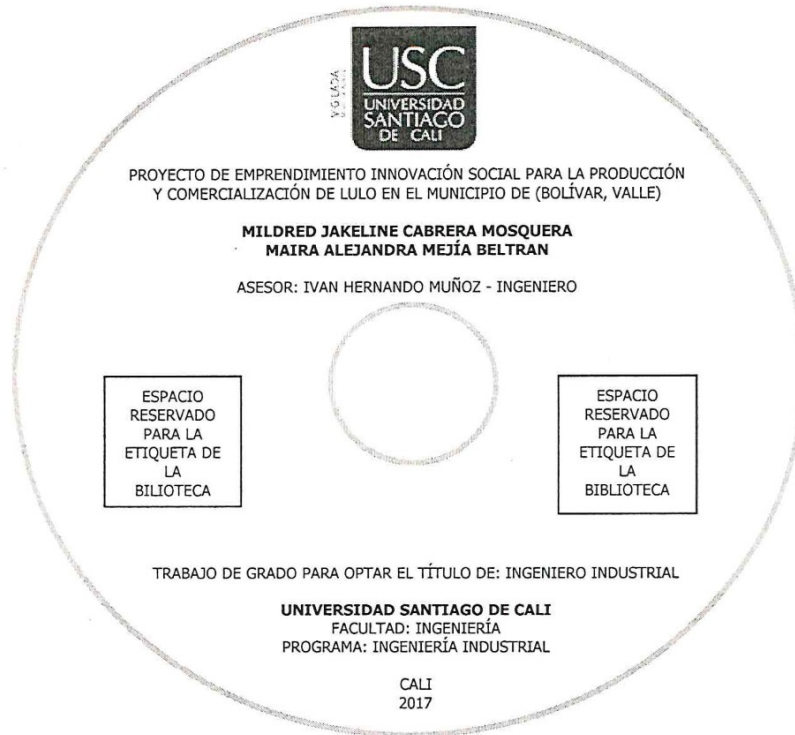 VIGILADA
USC
UNIVERSIDAD
SANTIAGO
DE CALI
PROYECTO DE EMPRENDIMIENTO INNOVACIÓN SOCIAL PARA LA PRODUCCIÓN
Y COMERCIALIZACIÓN DE LULO EN EL MUNICIPIO DE (BOLÍVAR, VALLE)
MILDRED JAKELINE CABRERA MOSQUERA
MAIRA ALEJANDRA MEJÍA BELTRAN
ASESOR: IVAN HERNANDO MUÑOZ - INGENIERO
ESPACIO
RESERVADO
PARA LA
ETIQUETA DE
LA
BILIOTECA
ESPACIO
RESERVADO
PARA LA
ETIQUETA DE
LA
BIBLIOTECA
TRABAJO DE GRADO PARA OPTAR EL TÍTULO DE: INGENIERO INDUSTRIAL
UNIVERSIDAD SANTIAGO DE CALI
FACULTAD: INGENIERÍA
PROGRAMA: INGENIERÍA INDUSTRIAL
CALI
2017